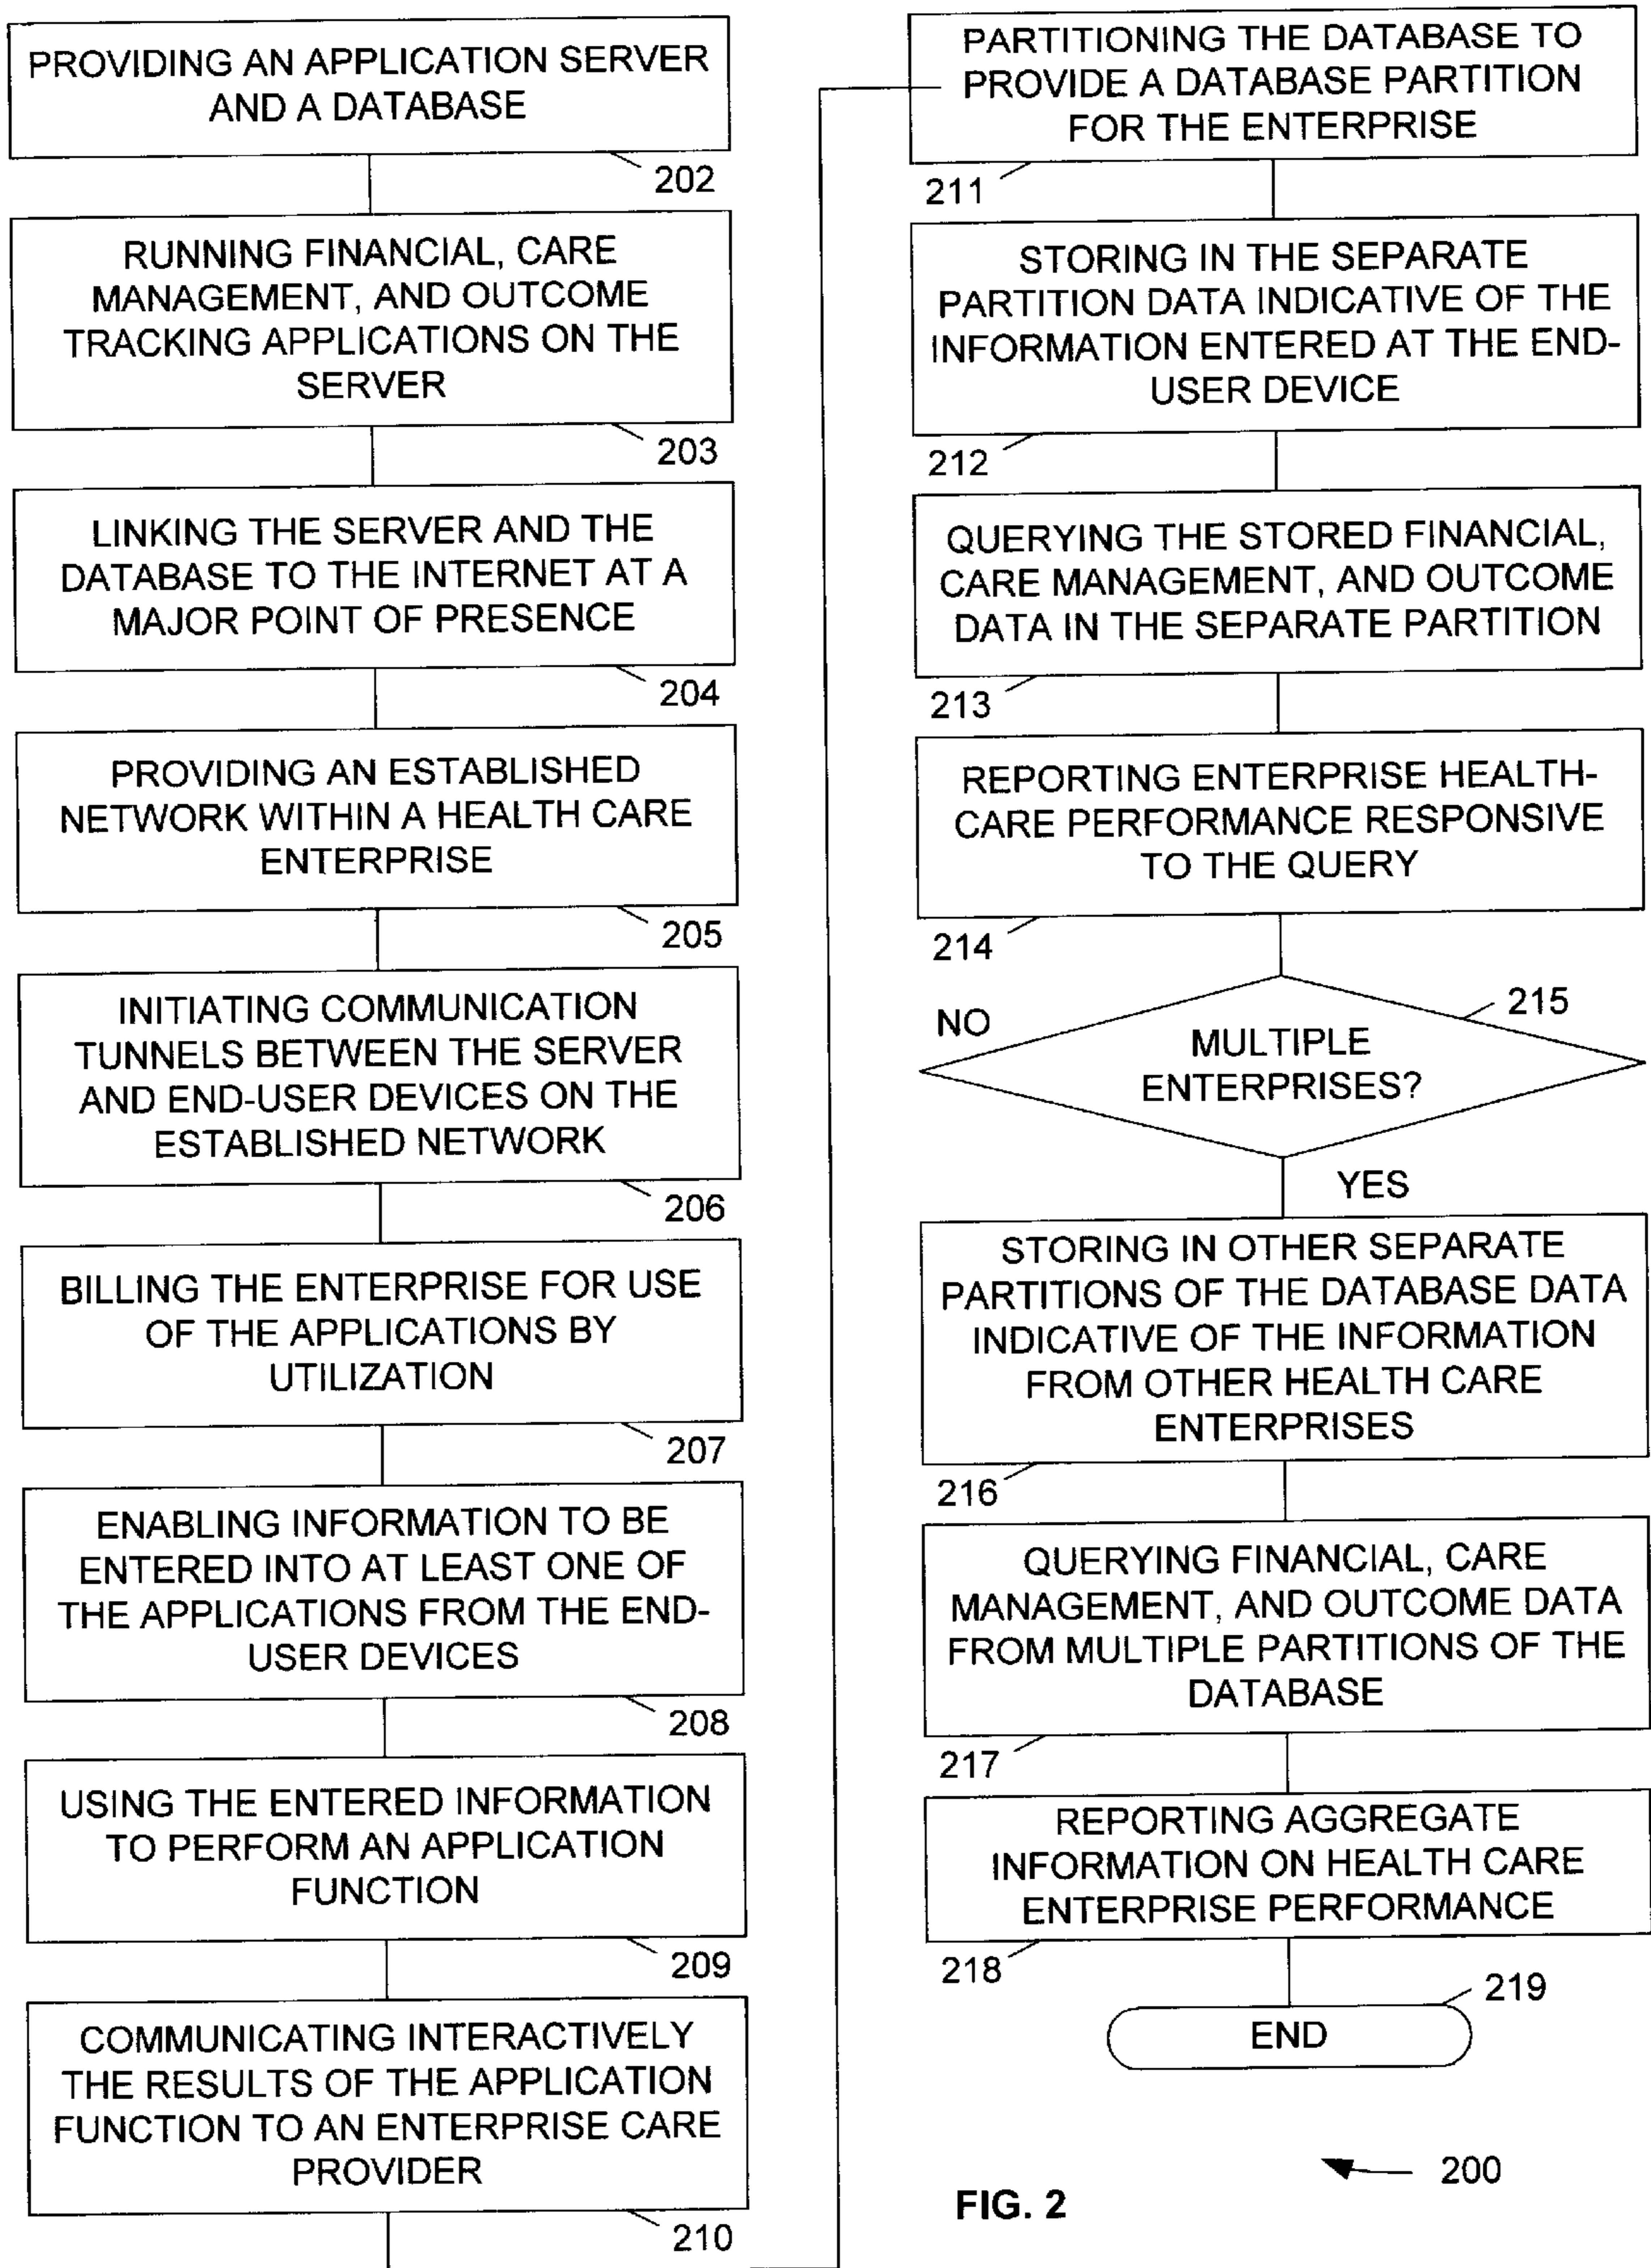 PROVIDING AN APPLICATION SERVER
AND A DATABASE
202
RUNNING FINANCIAL, CARE
MANAGEMENT, AND OUTCOME
TRACKING APPLICATIONS ON THE
SERVER
203
LINKING THE SERVER AND THE
DATABASE TO THE INTERNET AT A
MAJOR POINT OF PRESENCE
204
PROVIDING AN ESTABLISHED
NETWORK WITHIN A HEALTH CARE
ENTERPRISE
205
INITIATING COMMUNICATION
TUNNELS BETWEEN THE SERVER
AND END-USER DEVICES ON THE
ESTABLISHED NETWORK
206
BILLING THE ENTERPRISE FOR USE
OF THE APPLICATIONS BY
UTILIZATION
207
ENABLING INFORMATION TO BE
ENTERED INTO AT LEAST ONE OF
THE APPLICATIONS FROM THE END-
USER DEVICES
208
USING THE ENTERED INFORMATION
TO PERFORM AN APPLICATION
FUNCTION
209
COMMUNICATING INTERACTIVELY
THE RESULTS OF THE APPLICATION
FUNCTION TO AN ENTERPRISE CARE
PROVIDER
210
PARTITIONING THE DATABASE TO
PROVIDE A DATABASE PARTITION
FOR THE ENTERPRISE
211
STORING IN THE SEPARATE
PARTITION DATA INDICATIVE OF THE
INFORMATION ENTERED AT THE END-
USER DEVICE
212
QUERYING THE STORED FINANCIAL,
CARE MANAGEMENT, AND OUTCOME
DATA IN THE SEPARATE PARTITION
213
REPORTING ENTERPRISE HEALTH-
CARE PERFORMANCE RESPONSIVE
TO THE QUERY
214
215
NO
MULTIPLE
ENTERPRISES?
YES
STORING IN OTHER SEPARATE
PARTITIONS OF THE DATABASE DATA
INDICATIVE OF THE INFORMATION
FROM OTHER HEALTH CARE
ENTERPRISES
216
QUERYING FINANCIAL, CARE
MANAGEMENT, AND OUTCOME DATA
FROM MULTIPLE PARTITIONS OF THE
DATABASE
217
REPORTING AGGREGATE
INFORMATION ON HEALTH CARE
ENTERPRISE PERFORMANCE
218
219
END
200
FIG. 2